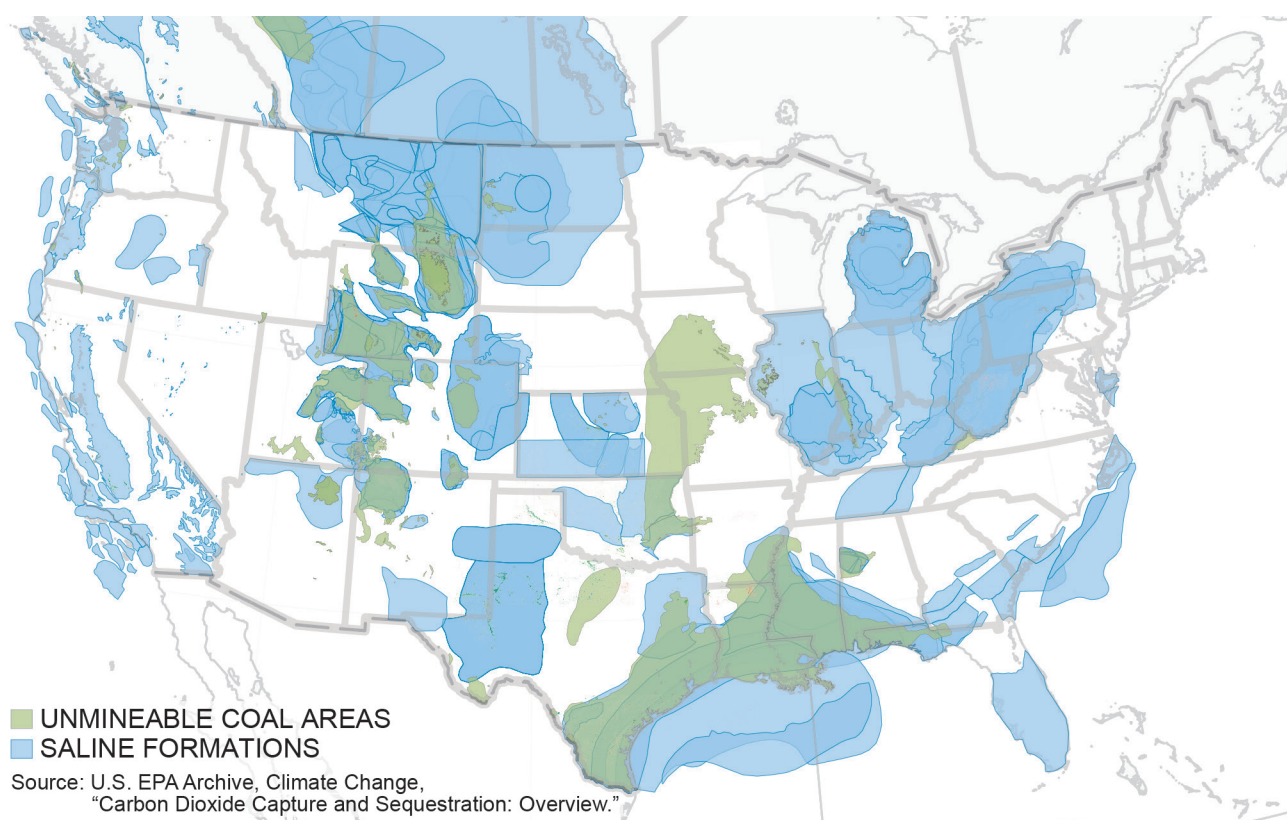 UNMINEABLE COAL AREAS
SALINE FORMATIONS
Source: U.S. EPA Archive, Climate Change,
“Carbon Dioxide Capture and Sequestration: Overview.”